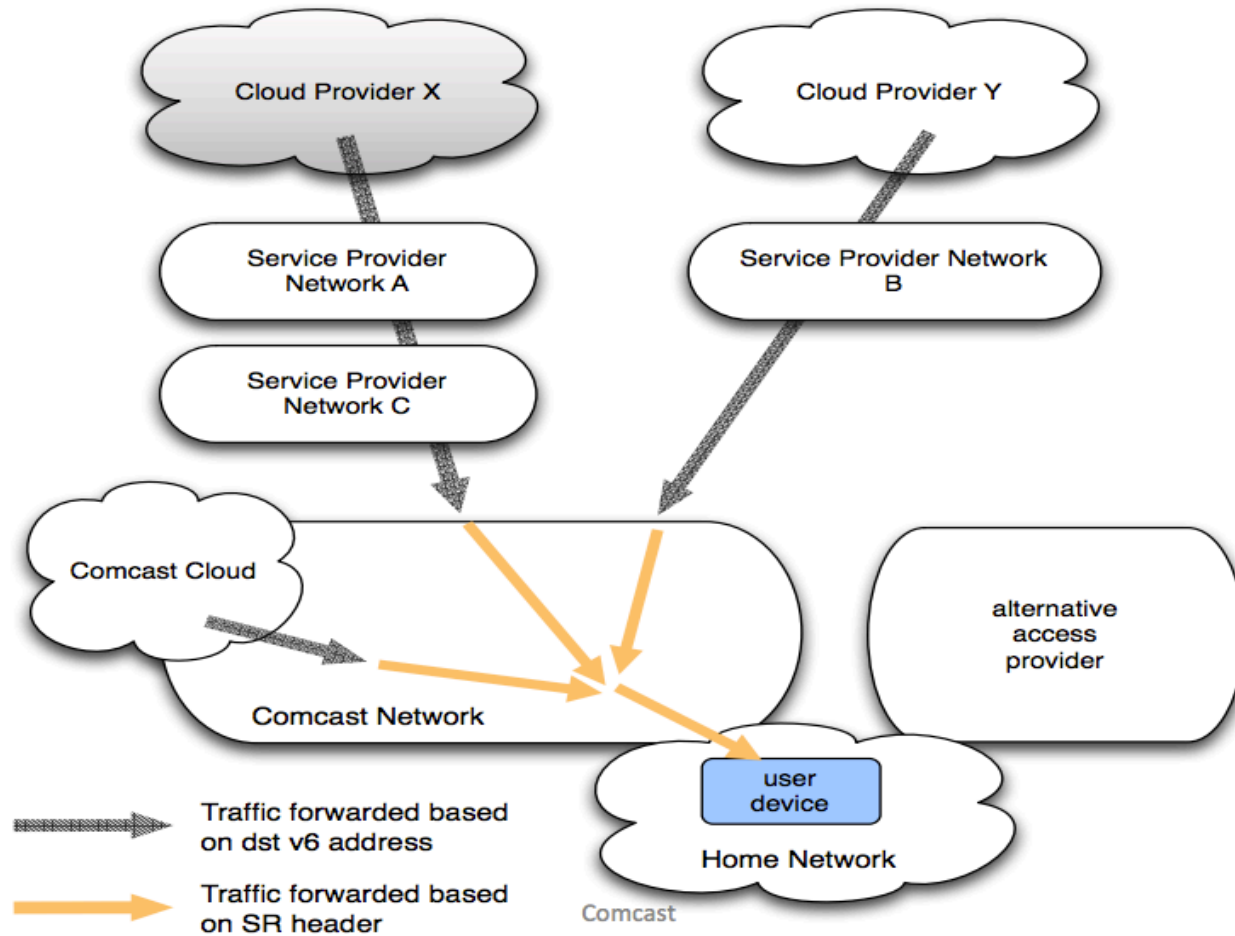 Cloud Provider X
Cloud Provider Y
Service Provider
Network A
Service Provider Network
B
Service Provider
Network C
Comcast Cloud
alternative
access
provider
Comcast Network
user
device
Home Network
Traffic forwarded based
on dst v6 address
Traffic forwarded based
on SR header
Comcast